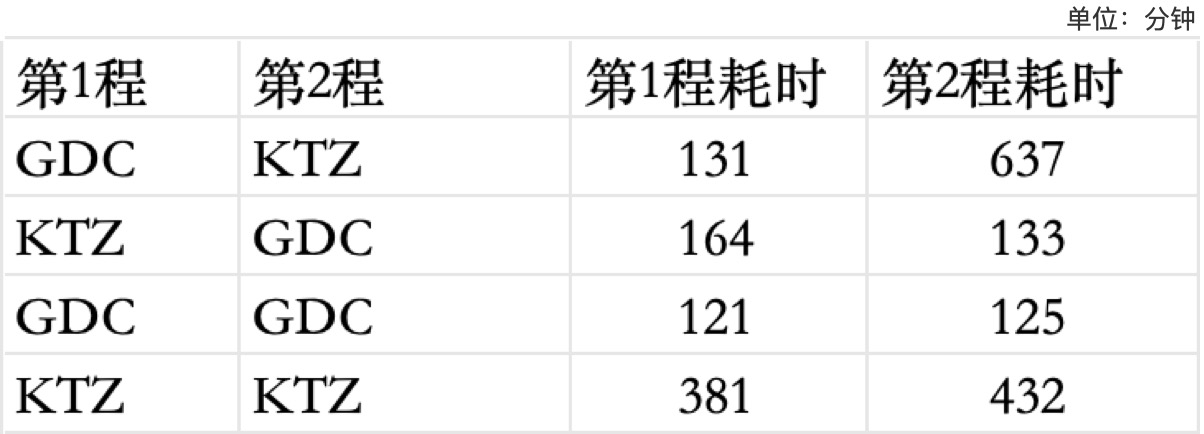 单位：分钟
第1程 第2程 第1程耗时 第2程耗时
GDC KTZ 131 637
KTZ GDC 164 133
GDC GDC 121 125
KTZ KTZ 381 432